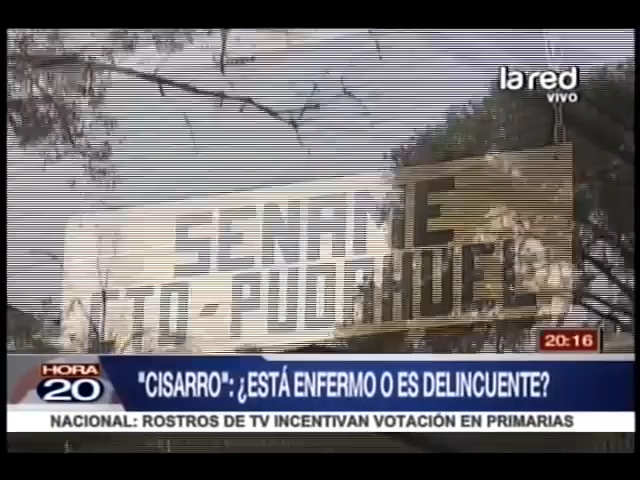 la red
VIVO
SENAME
CTO - PUDAHUEL
20:16
HORA
20
"CISARRO": ¿ESTÁ ENFERMO O ES DELINCUENTE?
NACIONAL: ROSTROS DE TV INCENTIVAN VOTACIÓN EN PRIMARIAS